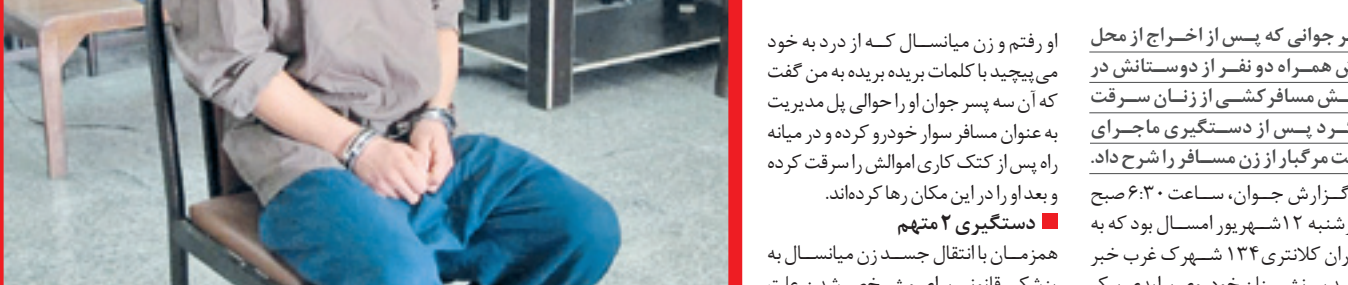 ر جوانی که پس از اخراج از محل
ش همراه دو نفر از دوستانش در
ـش مسافرکشی از زنان سرقت
کرد پس از دستگیری ماجرای
ت مرگبار از زن مسافر را شرح داد.
گزارش جوان، ساعت ۶:۳۰ صبح
شنبه ۱۲ شهریور امسال بود که به
ران کلانتری ۱۳۴ شهرک غرب خبر
او رفتم و زن میانسال که از درد به خود
می‌پیچید با کلمات بریده بریده به من گفت
که آن سه پسر جوان او را حوالی پل مدیریت
به عنوان مسافر سوار خودرو کرده و در میانه
راه پس از کتک کاری اموالش را سرقت کرده
و بعد او را در این مکان رها کرده‌اند.
دستگیری ۲ متهم
همزمان با انتقال جسد زن میانسال به